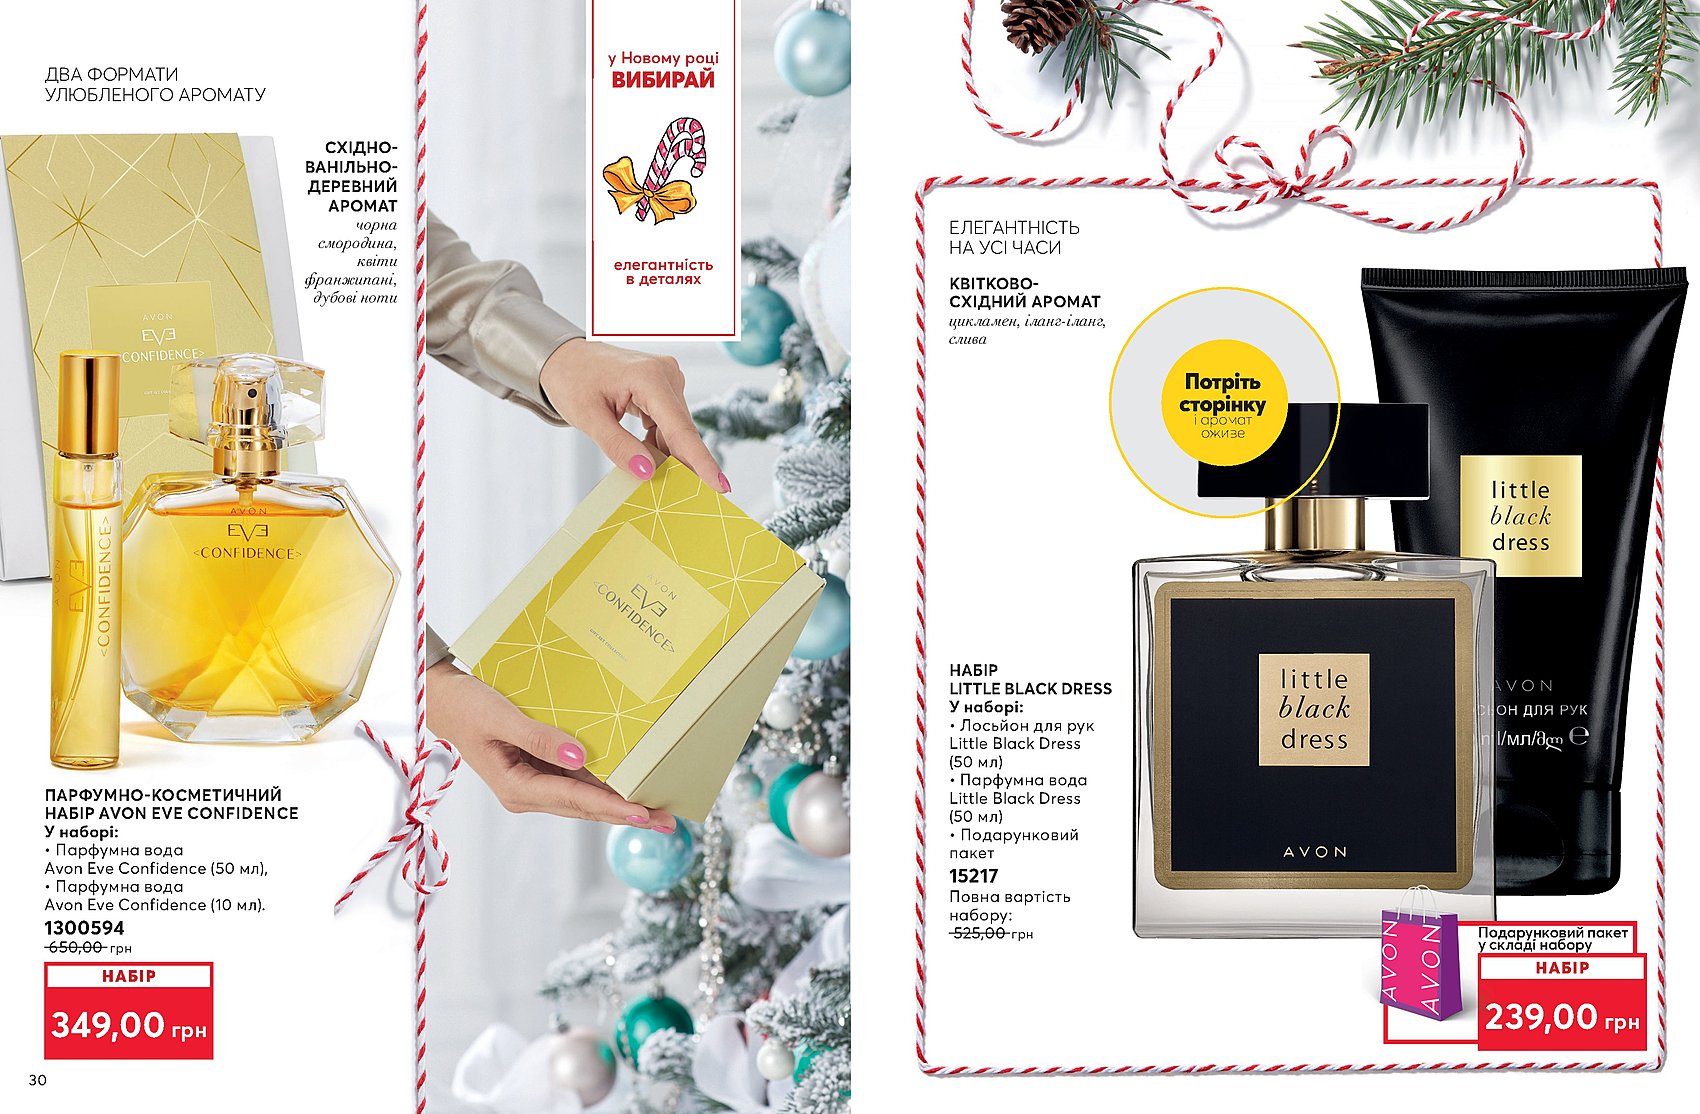 ДВА ФОРМАТИ
УЛЮБЛЕНОГО АРОМАТУ
СХІДНО-
ВАНІЛЬНО-
ДЕРЕВНИЙ
АРОМАТ
чорна
смородина,
квіти
франжипані,
дубові ноти
AVON
EVE
<CONFIDENCE>
AVON
EVE
<CONFIDENCE>
AVON
EVE
<CONFIDENCE>
ПАРФУМНО-КОСМЕТИЧНИЙ
НАБІР AVON EVE CONFIDENCE
У наборі:
• Парфумна вода
Avon Eve Confidence (50 мл),
• Парфумна вода
Avon Eve Confidence (10 мл).
1300594
650,00 грн
НАБІР
349,00 грн
30
у Новому році
ВИБИРАЙ
елегантність
в деталях
AVON
EVE
<CONFIDENCE>
ЕЛЕГАНТНІСТЬ
НА УСІ ЧАСИ
КВІТКОВО-
СХІДНИЙ АРОМАТ
цикламен, іланг-іланг,
слива
Потріть
сторінку
і аромат
оживе
little
black
dress
AVON
ОН ДЛЯ РУК
little
black
dress
AVON
НАБІР
LITTLE BLACK DRESS
У наборі:
• Лосьйон для рук
Little Black Dress
(50 мл)
• Парфумна вода
Little Black Dress
(50 мл)
• Подарунковий
пакет
15217
Повна вартість
набору:
525,00 грн
AVON
AVON
Подарунковий пакет
у складі набору
НАБІР
239,00 грн